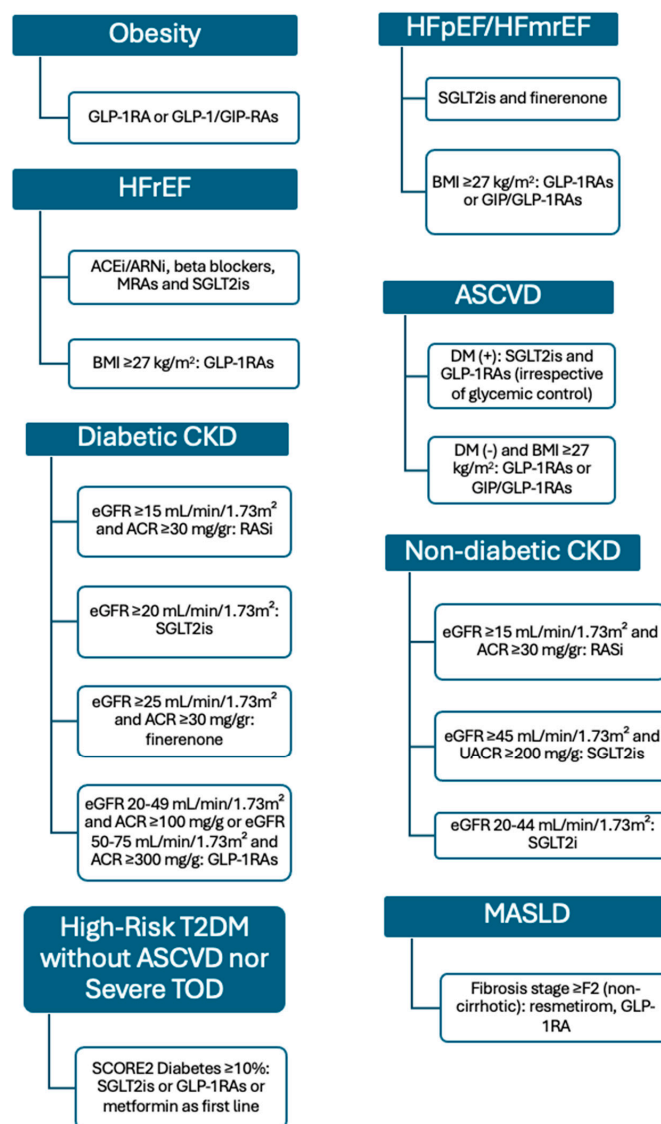 Obesity
GLP-1RA or GLP-1/GIP-RAs
HFrEF
ACEi/ARNi, beta blockers,
MRAs and SGLT2is
BMI ≥27 kg/m²: GLP-1RAs
Diabetic CKD
eGFR ≥15 mL/min/1.73m²
and ACR ≥30 mg/gr: RASi
eGFR ≥20 mL/min/1.73m²:
SGLT2is
eGFR ≥25 mL/min/1.73m²
and ACR ≥30 mg/gr:
finerenone
eGFR 20-49 mL/min/1.73m²
and ACR ≥100 mg/g or eGFR
50-75 mL/min/1.73m² and
ACR ≥300 mg/g: GLP-1RAs
High-Risk T2DM
without ASCVD nor
Severe TOD
SCORE2 Diabetes ≥10%:
SGLT2is or GLP-1RAs or
metformin as first line
HFpEF/HFmrEF
SGLT2is and finerenone
BMI ≥27 kg/m²: GLP-1RAs
or GIP/GLP-1RAs
ASCVD
DM (+): SGLT2is and
GLP-1RAs (irrespective
of glycemic control)
DM (-) and BMI ≥27
kg/m²: GLP-1RAs or
GIP/GLP-1RAs
Non-diabetic CKD
eGFR ≥15 mL/min/1.73m² and
ACR ≥30 mg/gr: RASi
eGFR ≥45 mL/min/1.73m² and
UACR ≥200 mg/g: SGLT2is
eGFR 20-44 mL/min/1.73m²:
SGLT2i
MASLD
Fibrosis stage ≥F2 (non-
cirrhotic): resmetirom, GLP-
1RA